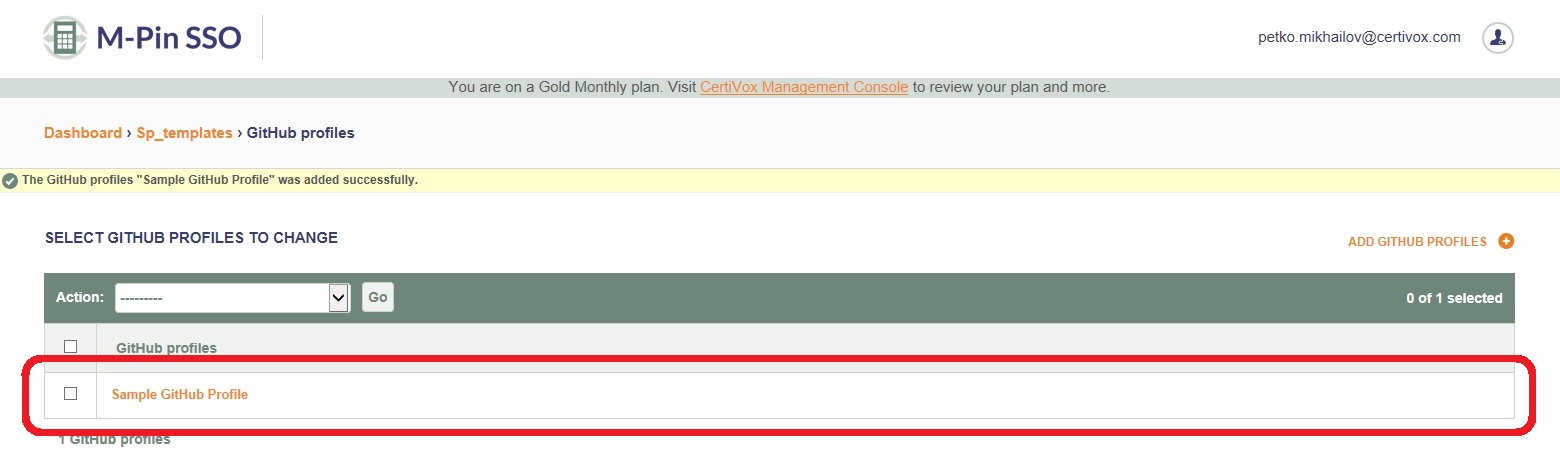 M-Pin SSO
petko.mikhailov@certivox.com
You are on a Gold Monthly plan. Visit CertiVox Management Console to review your plan and more.
Dashboard › Sp_templates › GitHub profiles
The GitHub profiles "Sample GitHub Profile" was added successfully.
SELECT GITHUB PROFILES TO CHANGE
ADD GITHUB PROFILES
Action: --------- Go 0 of 1 selected
GitHub profiles
Sample GitHub Profile
1 GitHub profiles